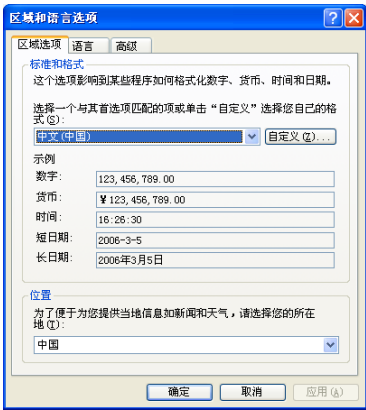 区域和语言选项
区域选项 语言 高级
标准和格式
这个选项影响到某些程序如何格式化数字、货币、时间和日期。
选择一个与其首选项匹配的项或单击“自定义”选择您自己的格
式(S):
中文(中国) 自定义(Z)...
示例
数字: 123,456,789.00
货币: ¥123,456,789.00
时间: 16:26:30
短日期: 2006-3-5
长日期: 2006年3月5日
位置
为了便于为您提供当地信息如新闻和天气，请选择您的所在
地(T):
中国
确定 取消 应用(A)